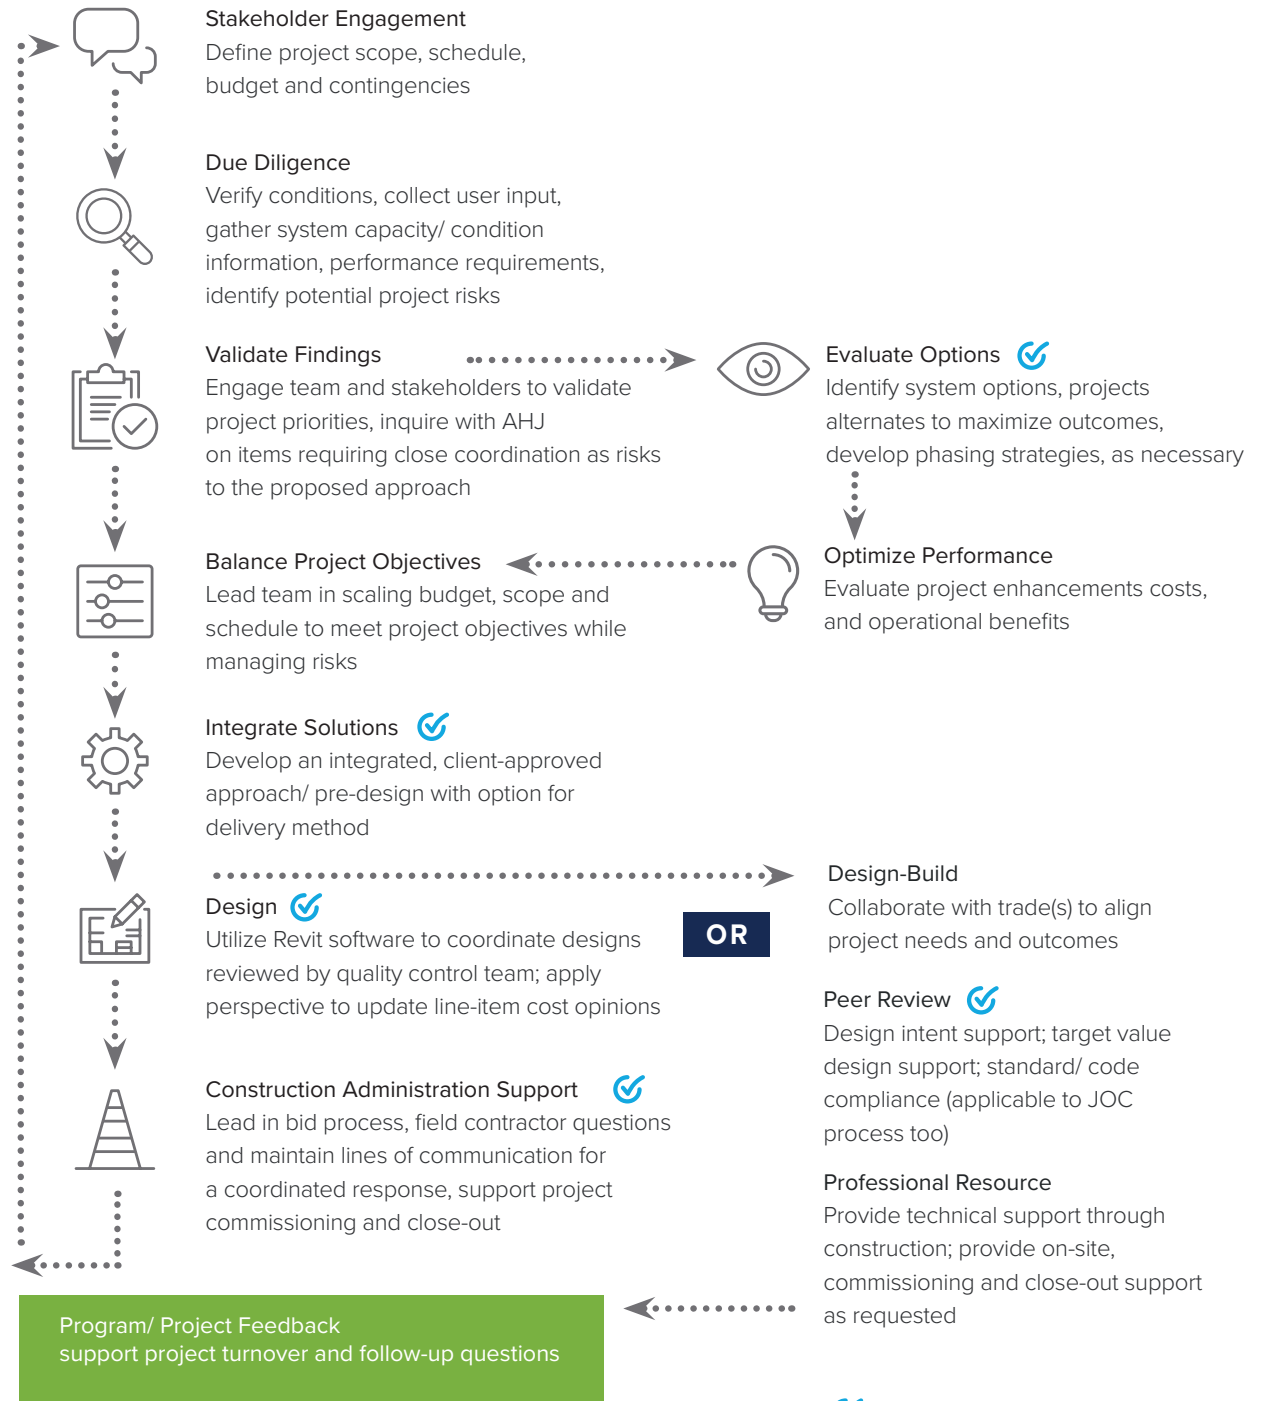 Stakeholder Engagement
Define project scope, schedule,
budget and contingencies
Due Diligence
Verify conditions, collect user input,
gather system capacity/ condition
information, performance requirements,
identify potential project risks
Validate Findings
Engage team and stakeholders to validate
project priorities, inquire with AHJ
on items requiring close coordination as risks
to the proposed approach
Evaluate Options
Identify system options, projects
alternates to maximize outcomes,
develop phasing strategies, as necessary
Optimize Performance
Evaluate project enhancements costs,
and operational benefits
Balance Project Objectives
Lead team in scaling budget, scope and
schedule to meet project objectives while
managing risks
Integrate Solutions
Develop an integrated, client-approved
approach/ pre-design with option for
delivery method
Design
Utilize Revit software to coordinate designs
reviewed by quality control team; apply
perspective to update line-item cost opinions
OR
Design-Build
Collaborate with trade(s) to align
project needs and outcomes
Peer Review
Design intent support; target value
design support; standard/ code
compliance (applicable to JOC
process too)
Construction Administration Support
Lead in bid process, field contractor questions
and maintain lines of communication for
a coordinated response, support project
commissioning and close-out
Professional Resource
Provide technical support through
construction; provide on-site,
commissioning and close-out support
as requested
Program/ Project Feedback
support project turnover and follow-up questions